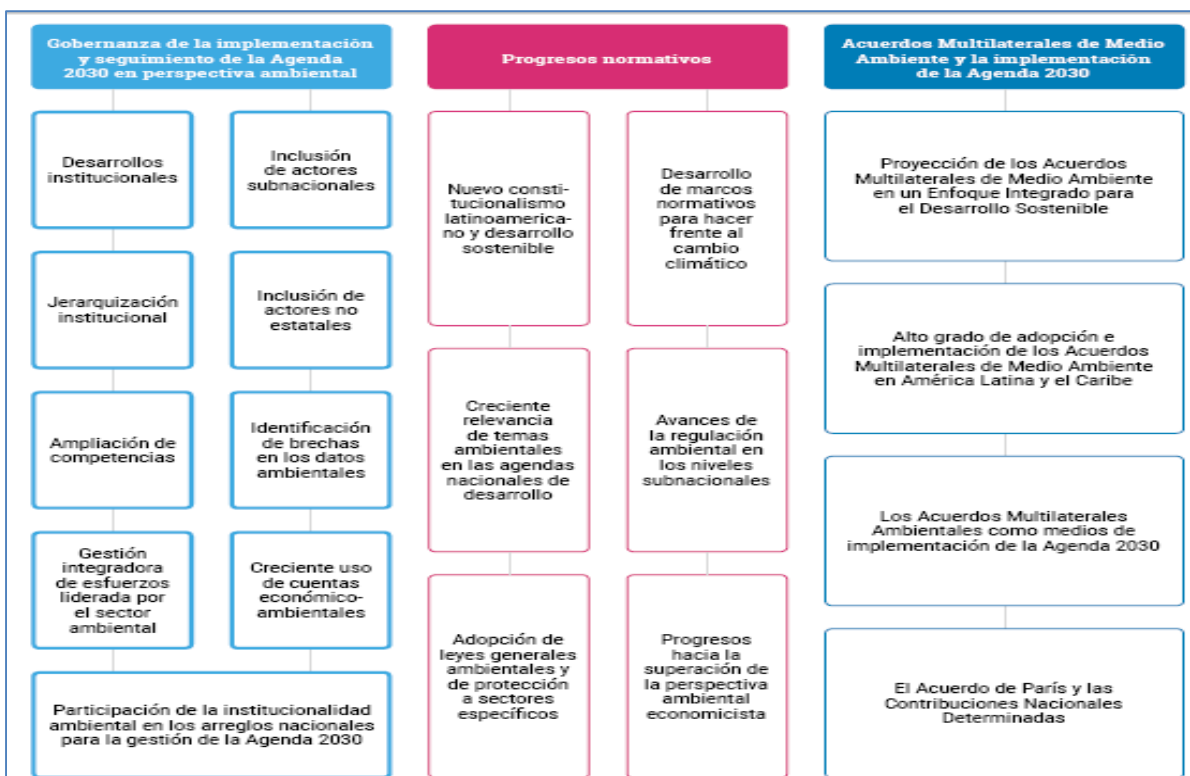 Gobernanza de la implementación
y seguimiento de la Agenda
2030 en perspectiva ambiental
Desarrollos
institucionales
Inclusión
de actores
subnacionales
Jerarquización
institucional
Inclusión de
actores no
estatales
Ampliación de
competencias
Identificación
de brechas
en los datos
ambientales
Gestión
integradora
de esfuerzos
liderada por
el sector
ambiental
Creciente uso
de cuentas
económico-
ambientales
Participación de la institucionalidad
ambiental en los arreglos nacionales
para la gestión de la Agenda 2030
Progresos normativos
Nuevo consti-
tucionalismo
latinoamerica-
no y desarrollo
sostenible
Desarrollo
de marcos
normativos
para hacer
frente al
cambio
climático
Creciente
relevancia
de temas
ambientales
en las agendas
nacionales de
desarrollo
Avances de
la regulación
ambiental en
los niveles
subnacionales
Adopción de
leyes generales
ambientales y
de protección
a sectores
específicos
Progresos
hacia la
superación de
la perspectiva
ambiental
economicista
Acuerdos Multilaterales de Medio
Ambiente y la implementación
de la Agenda 2030
Proyección de los Acuerdos
Multilaterales de Medio Ambiente
en un Enfoque Integrado para
el Desarrollo Sostenible
Alto grado de adopción e
implementación de los Acuerdos
Multilaterales de Medio Ambiente
en América Latina y el Caribe
Los Acuerdos Multilaterales
Ambientales como medios de
implementación de la Agenda 2030
El Acuerdo de París y las
Contribuciones Nacionales
Determinadas